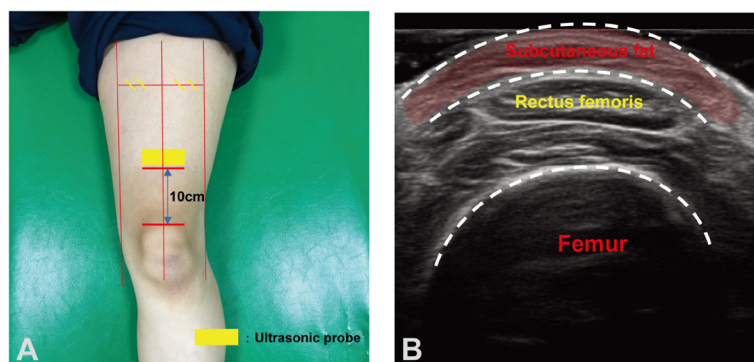 A
10cm
: Ultrasonic probe
B
Subcutaneous fat
Rectus femoris
Femur